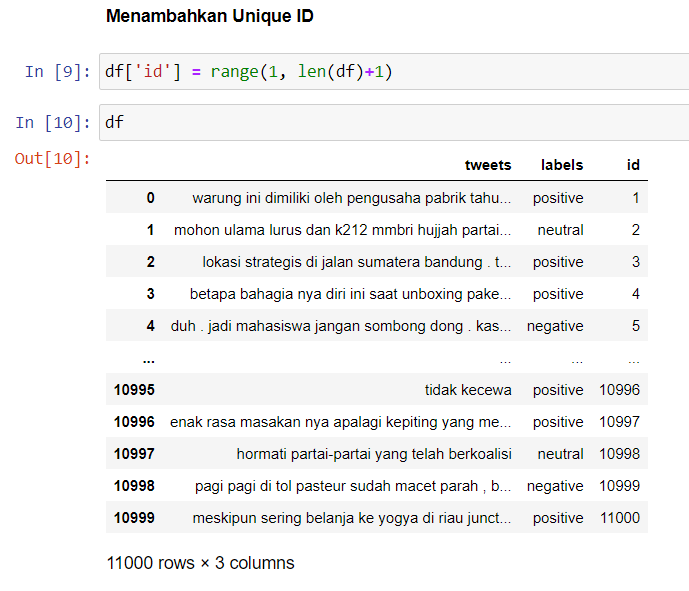 Menambahkan Unique ID
In [9]: df['id'] = range(1, len(df)+1)
In [10]: df
Out[10]:
tweets labels id
0 warung ini dimiliki oleh pengusaha pabrik tahu... positive 1
1 mohon ulama lurus dan k212 mmbri hujjah partai... neutral 2
2 lokasi strategis di jalan sumatera bandung . t... positive 3
3 betapa bahagia nya diri ini saat unboxing pake... positive 4
4 duh . jadi mahasiswa jangan sombong dong . kas... negative 5
... ... ... ...
10995 tidak kecewa positive 10996
10996 enak rasa masakan nya apalagi kepiting yang me... positive 10997
10997 hormati partai-partai yang telah berkoalisi neutral 10998
10998 pagi pagi di tol pasteur sudah macet parah , b... negative 10999
10999 meskipun sering belanja ke yogya di riau junct... positive 11000
11000 rows × 3 columns